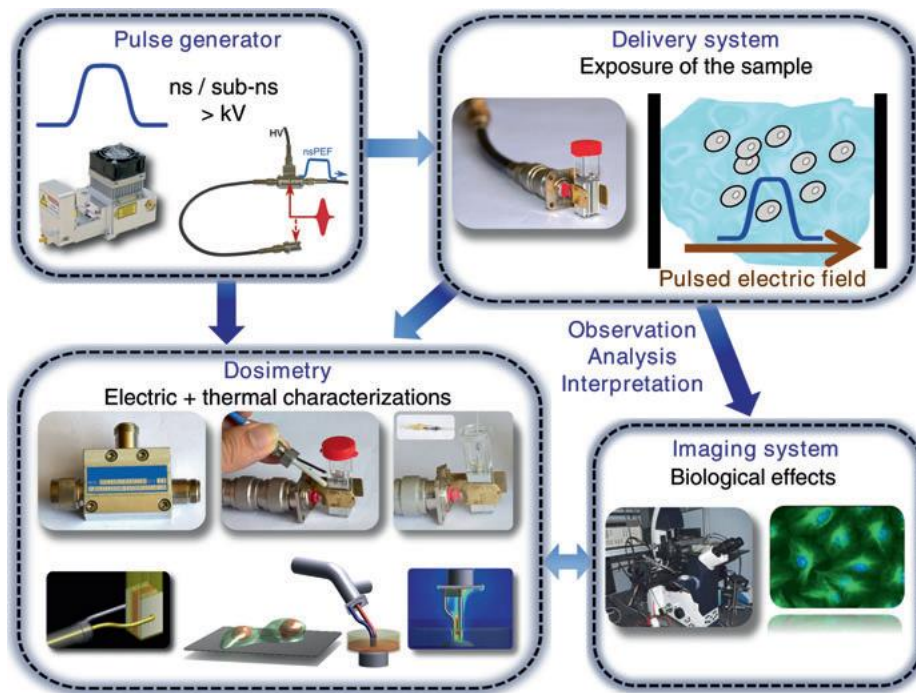 Pulse generator
ns / sub-ns
> kV
HV
nsPEF
Delivery system
Exposure of the sample
Pulsed electric field
Observation
Analysis
Interpretation
Dosimetry
Electric + thermal characterizations
Imaging system
Biological effects